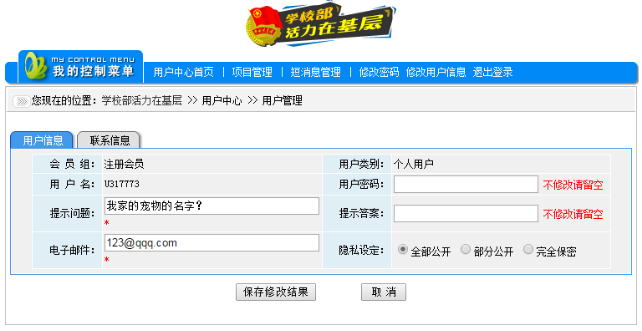 学校部
活力在基层
MY CONTROL MENU
我的控制菜单
用户中心首页 | 项目管理 | 短消息管理 | 修改密码 修改用户信息 退出登录
您现在的位置：学校部活力在基层 >> 用户中心 >> 用户管理
用户信息 联系信息
会 员 组： 注册会员 用户类别： 个人用户
用 户 名： U317773 用户密码： 不修改请留空
提示问题： 我家的宠物的名字？ * 提示答案： 不修改请留空
电子邮件： 123@qqq.com * 隐私设定： 全部公开 部分公开 完全保密
保存修改结果 取 消